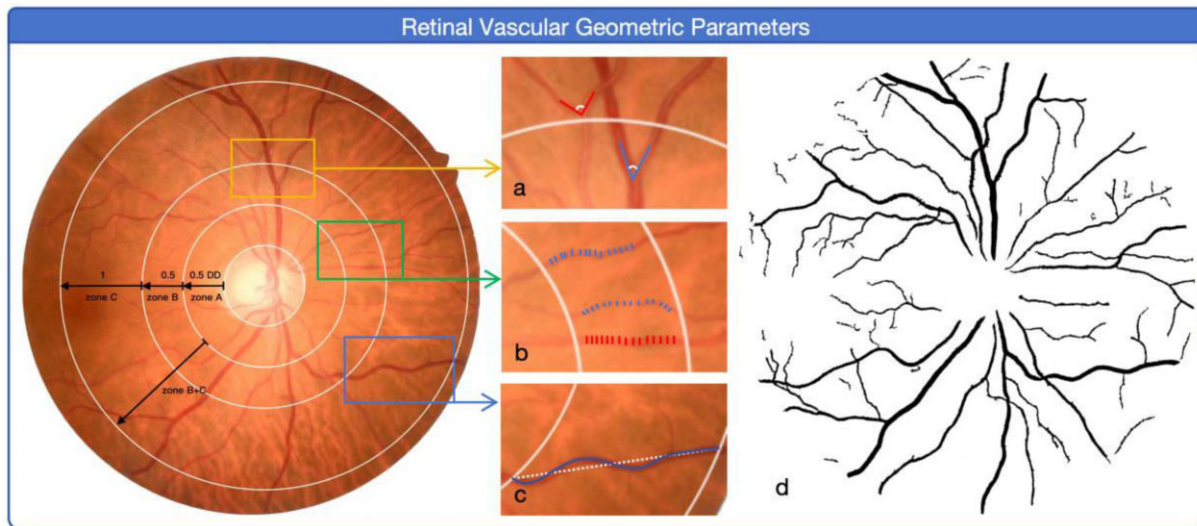 Retinal Vascular Geometric Parameters
1
0.5
0.5 DD
zone C
zone B
zone A
zone B+C
a
b
c
d